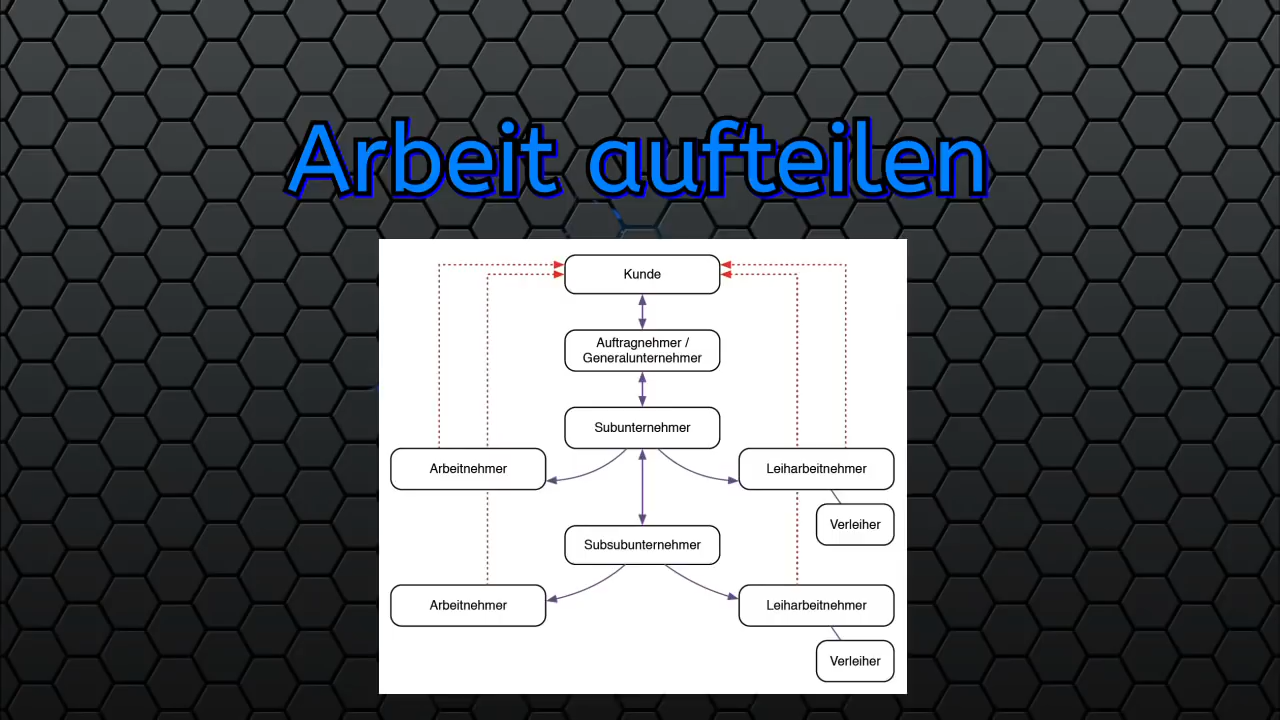 Arbeit aufteilen
Kunde
Auftragnehmer /
Generalunternehmer
Subunternehmer
Arbeitnehmer
Leiharbeitnehmer
Verleiher
Subsubunternehmer
Arbeitnehmer
Leiharbeitnehmer
Verleiher